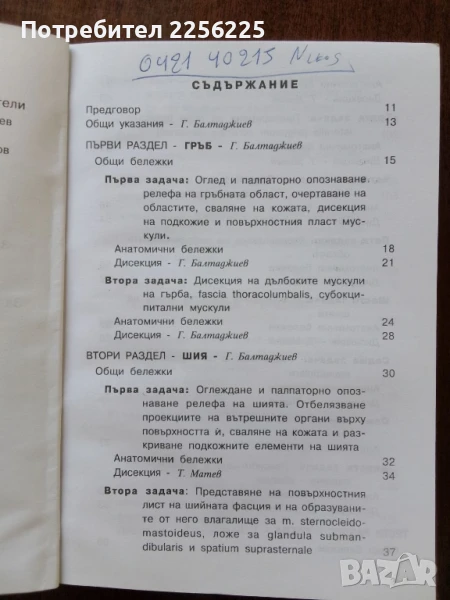 Потребител 2256225
0421 40215
СЪДЪРЖАНИЕ
Предговор 11
Общи указания - Г. Балтаджиев 13
ПЪРВИ РАЗДЕЛ - ГРЪБ - Г. Балтаджиев
Общи бележки 15
Първа задача: Оглед и палпаторно опознаване
релефа на гръбната област, очертаване на
областите, сваляне на кожата, дисекция
на подкожие и повърхностния пласт мус-
кули.
Анатомични бележки 18
Дисекция - Г. Балтаджиев 21
Втора задача: Дисекция на дълбоките мускули
на гърба, fascia thoracolumbalis, субокци-
питални мускули
Анатомични бележки 24
Дисекция - Г. Балтаджиев 28
ВТОРИ РАЗДЕЛ - ШИЯ - Г. Балтаджиев
Общи бележки 30
Първа задача: Оглеждане и палпаторно опоз-
наване релефа на шията. Отбелязване
проекциите на вътрешните органи върху
повърхността ѝ, сваляне на кожата и раз-
криване подкожните елементи на шията
Анатомични бележки 32
Дисекция - Т. Матев 34
Втора задача: Представяне на повърхностния
лист на шийната фасция и на образуваните
от него влагалище за m. sternocleido-
mastoideus, ложе за glandula subman-
dibularis и spatium suprasternale 37
тели
ев
ов
bazar